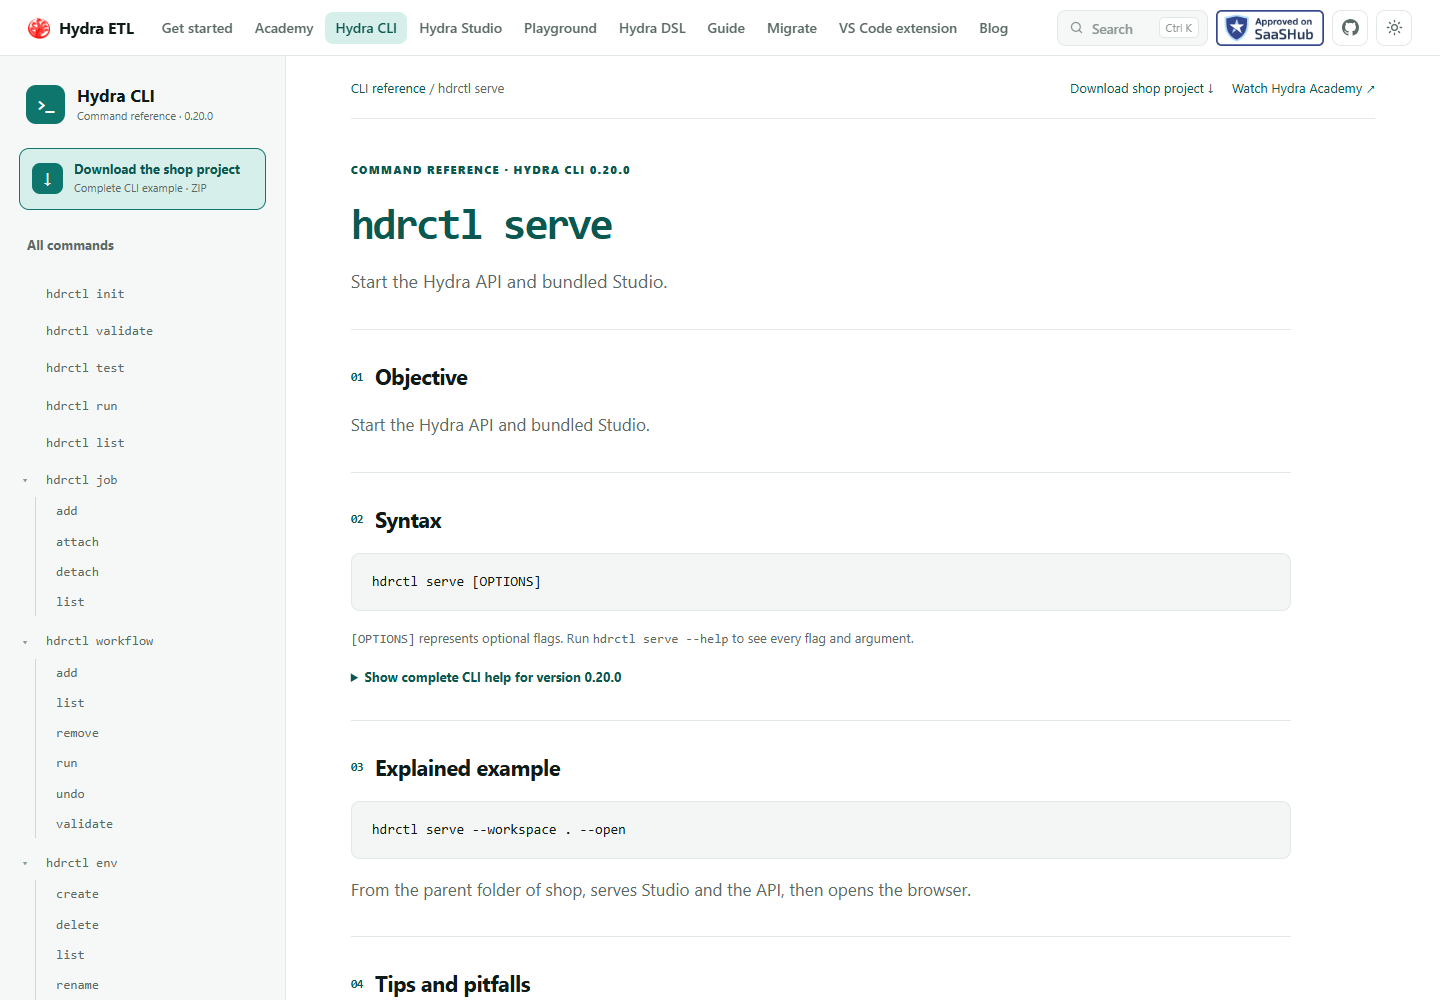 Hydra ETL
Get started
Academy
Hydra CLI
Hydra Studio
Playground
Hydra DSL
Guide
Migrate
VS Code extension
Blog
Search
Ctrl K
Approved on
SaaSHub
>_
Hydra CLI
Command reference · 0.20.0
↓
Download the shop project
Complete CLI example · ZIP
All commands
hdrctl init
hdrctl validate
hdrctl test
hdrctl run
hdrctl list
▾ hdrctl job
add
attach
detach
list
▾ hdrctl workflow
add
list
remove
run
undo
validate
▾ hdrctl env
create
delete
list
rename
CLI reference / hdrctl serve
Download shop project ↓
Watch Hydra Academy ↗
COMMAND REFERENCE · HYDRA CLI 0.20.0
hdrctl serve
Start the Hydra API and bundled Studio.
01 Objective
Start the Hydra API and bundled Studio.
02 Syntax
hdrctl serve [OPTIONS]
[OPTIONS] represents optional flags. Run hdrctl serve --help to see every flag and argument.
▶ Show complete CLI help for version 0.20.0
03 Explained example
hdrctl serve --workspace . --open
From the parent folder of shop, serves Studio and the API, then opens the browser.
04 Tips and pitfalls